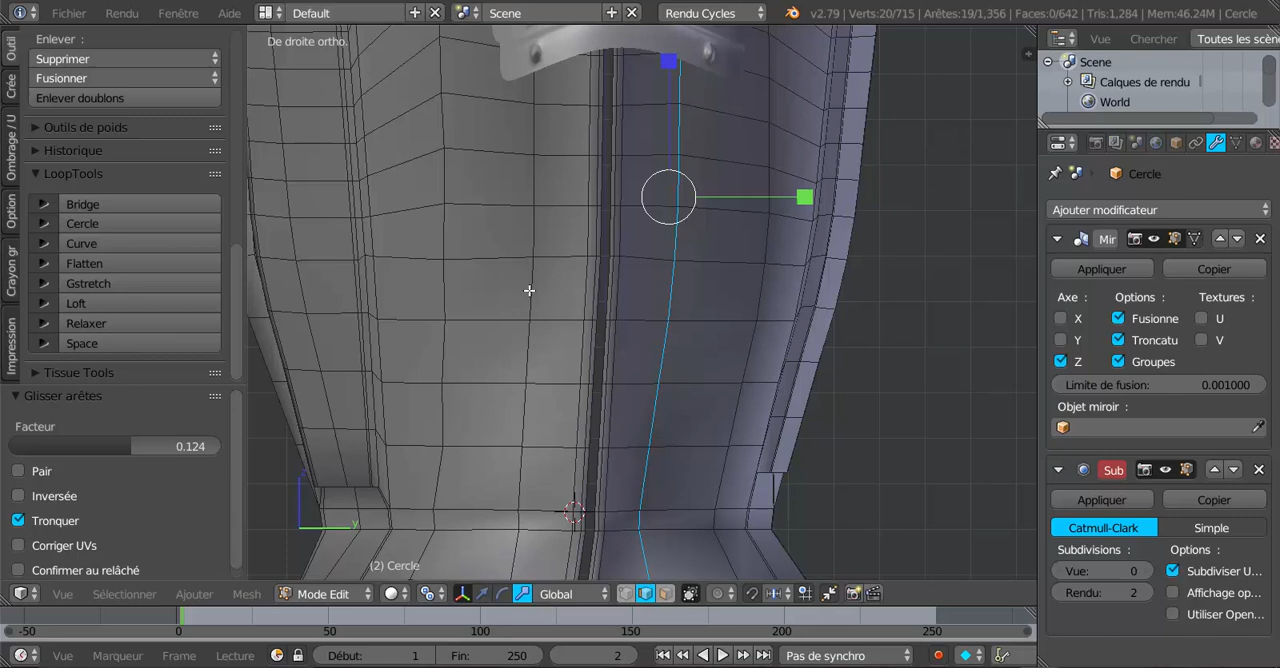 Fichier Rendu Fenêtre Aide Default Scene Rendu Cycles v2.79 | Verts:20/715 | Arêtes:19/1,356 | Faces:0/642 | Tris:1,284 | Mem:46.24M | Cercle
De droite ortho.
Outil
Crée
Ombrage / U
Option
Crayon gr
Impression
Enlever :
Supprimer
Fusionner
Enlever doublons
Outils de poids
Historique
LoopTools
Bridge
Cercle
Curve
Flatten
Gstretch
Loft
Relaxer
Space
Tissue Tools
Glisser arêtes
Facteur
0.124
Pair
Inversée
Tronquer
Corriger UVs
Confirmer au relâché
y
(2) Cercle
Vue Sélectionner Ajouter Mesh Mode Edit Global
-50 0 50 100 150 200 250
Vue Marqueur Frame Lecture Début: 1 Fin: 250 2 Pas de synchro
Vue Chercher Toutes les scèn
Scene
Calques de rendu
World
Cercle
Ajouter modificateur
Mir
Appliquer Copier
Axe : Options : Textures :
X Fusionne U
Y Troncatu V
Z Groupes
Limite de fusion: 0.001000
Objet miroir :
Sub
Appliquer Copier
Catmull-Clark Simple
Subdivisions : Options :
Vue: 0 Subdiviser U...
Rendu: 2 Affichage op...
Utiliser Open...